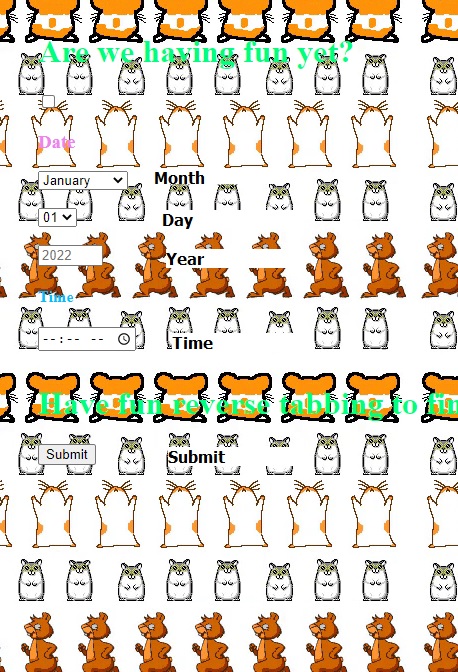 Are we having fun yet?
Date
January Month
01 Day
2022 Year
Time
--:-- -- Time
Have fun reverse tabbing to
Submit Submit